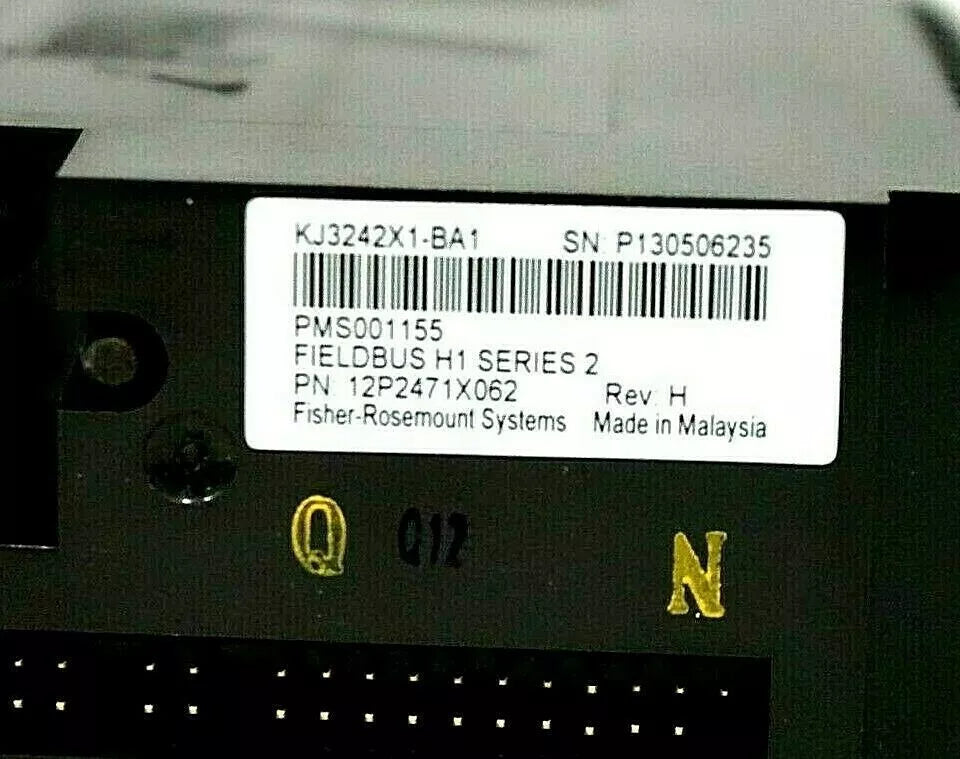 KJ3242X1-BA1 SN: P130506235
PMS001155
FIELDBUS H1 SERIES 2
PN: 12P2471X062 Rev: H
Fisher-Rosemount Systems Made in Malaysia
Q Q12 N